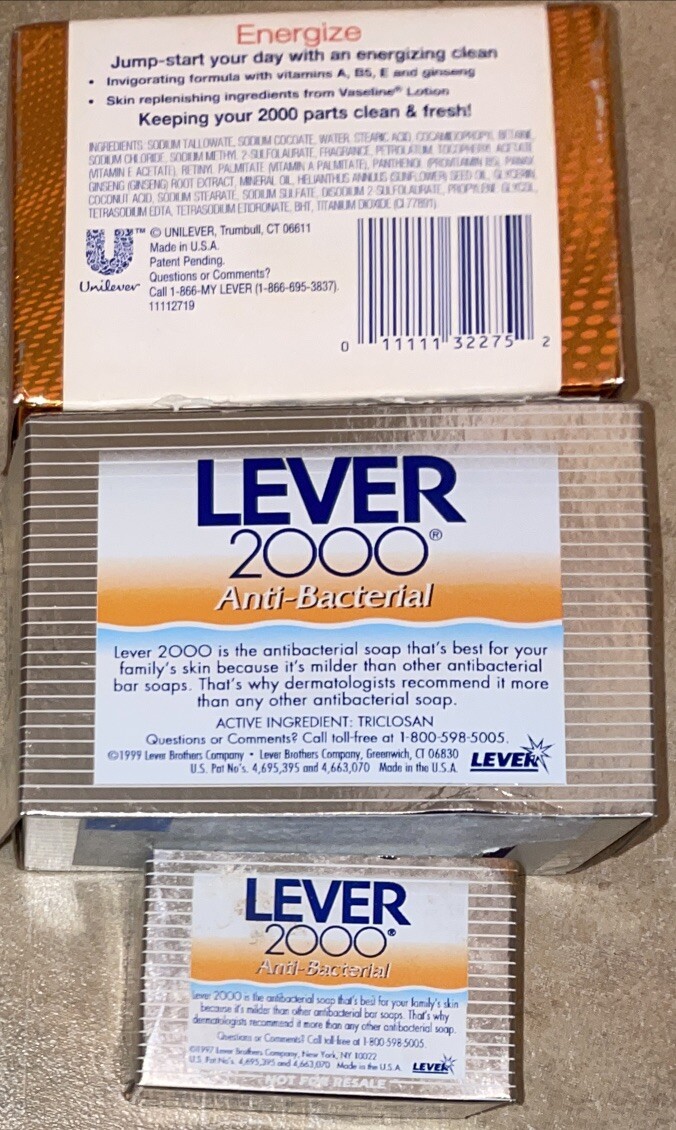 Energize
Jump-start your day with an energizing clean
• Invigorating formula with vitamins A, B5, E and ginseng
• Skin replenishing ingredients from Vaseline® Lotion
Keeping your 2000 parts clean & fresh!
INGREDIENTS: SODIUM TALLOWATE, SODIUM COCOATE, WATER, STEARIC ACID, COCAMIDOPROPYL BETAINE,
SODIUM CHLORIDE, SODIUM METHYL 2-SULFOLAURATE, FRAGRANCE, PETROLATUM, TOCOPHERYL ACETATE
(VITAMIN E ACETATE), RETINYL PALMITATE (VITAMIN A PALMITATE), PANTHENOL (PROVITAMIN B5), PANAX
GINSENG (GINSENG) ROOT EXTRACT, MINERAL OIL, HELIANTHUS ANNUUS (SUNFLOWER) SEED OIL, GLYCERIN,
COCONUT ACID, SODIUM STEARATE, SODIUM SULFATE, DISODIUM 2-SULFOLAURATE, PROPYLENE GLYCOL,
TETRASODIUM EDTA, TETRASODIUM ETIDRONATE, BHT, TITANIUM DIOXIDE (CI 77891).
TM © UNILEVER, Trumbull, CT 06611
Made in U.S.A.
Patent Pending.
Questions or Comments?
Unilever Call 1-866-MY LEVER (1-866-695-3837).
11112719
0 11111 32275 2
LEVER
2000®
Anti-Bacterial
Lever 2000 is the antibacterial soap that's best for your
family's skin because it's milder than other antibacterial
bar soaps. That's why dermatologists recommend it more
than any other antibacterial soap.
ACTIVE INGREDIENT: TRICLOSAN
Questions or Comments? Call toll-free at 1-800-598-5005.
©1999 Lever Brothers Company • Lever Brothers Company, Greenwich, CT 06830
U.S. Pat No's. 4,695,395 and 4,663,070 Made in the U.S.A.
LEVER
LEVER
2000®
Anti-Bacterial
Lever 2000 is the antibacterial soap that's best for your family's skin
because it's milder than other antibacterial bar soaps. That's why
dermatologists recommend it more than any other antibacterial soap.
Questions or Comments? Call toll-free at 1-800-598-5005.
©1997 Lever Brothers Company, New York, NY 10022
U.S. Pat No's. 4,695,395 and 4,663,070 Made in the U.S.A.
LEVER
NOT FOR RESALE